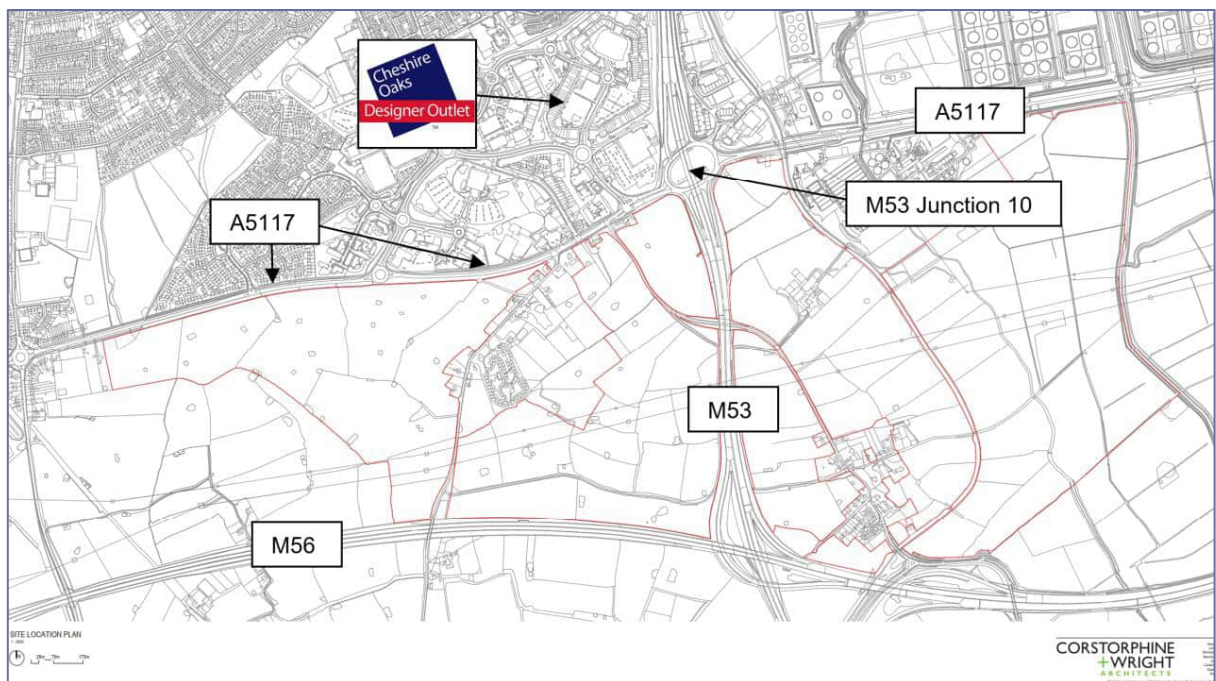 Cheshire
Oaks
Designer Outlet
A5117
M53 Junction 10
A5117
M53
M56
SITE LOCATION PLAN
CORSTORPHINE
+WRIGHT
ARCHITECTS